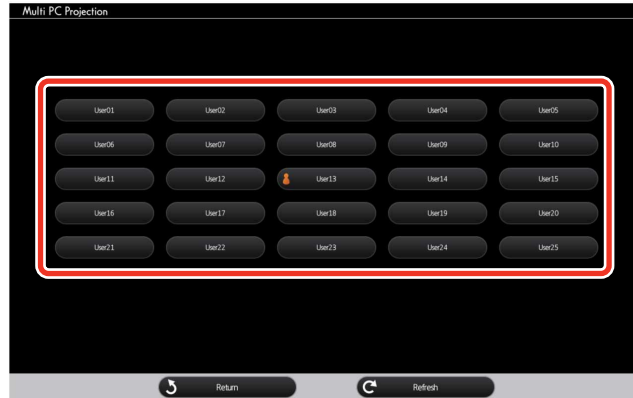 Multi PC Projection
User01 User02 User03 User04 User05
User06 User07 User08 User09 User10
User11 User12 User13 User14 User15
User16 User17 User18 User19 User20
User21 User22 User23 User24 User25
Return Refresh